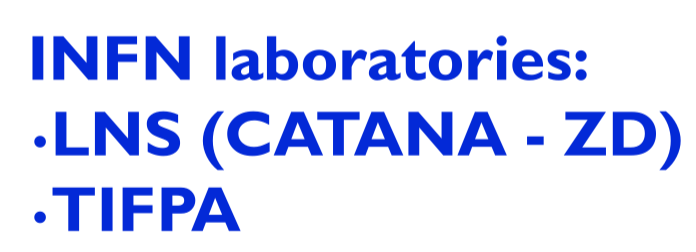 INFN laboratories:
•LNS (CATANA - ZD)
•TIFPA